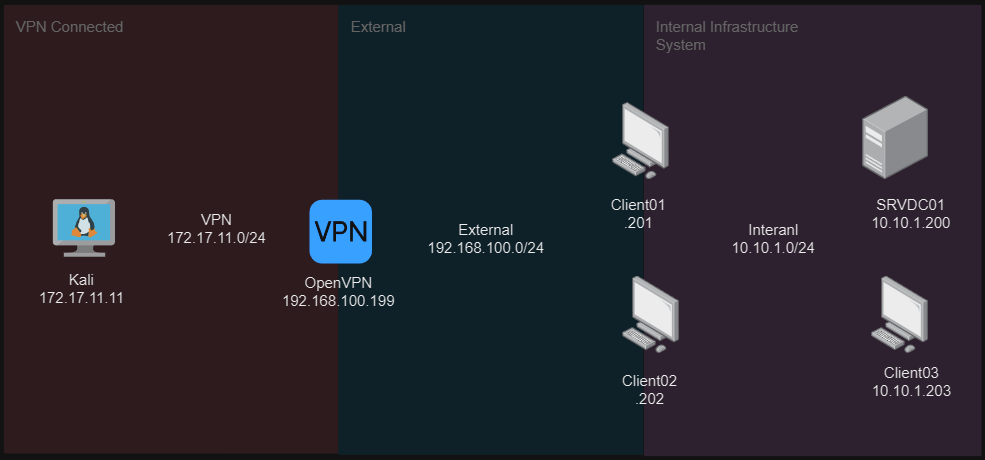 VPN Connected
External
Internal Infrastructure
System
Kali
172.17.11.11
VPN
172.17.11.0/24
VPN
OpenVPN
192.168.100.199
External
192.168.100.0/24
Client01
.201
Client02
.202
Interanl
10.10.1.0/24
SRVDC01
10.10.1.200
Client03
10.10.1.203